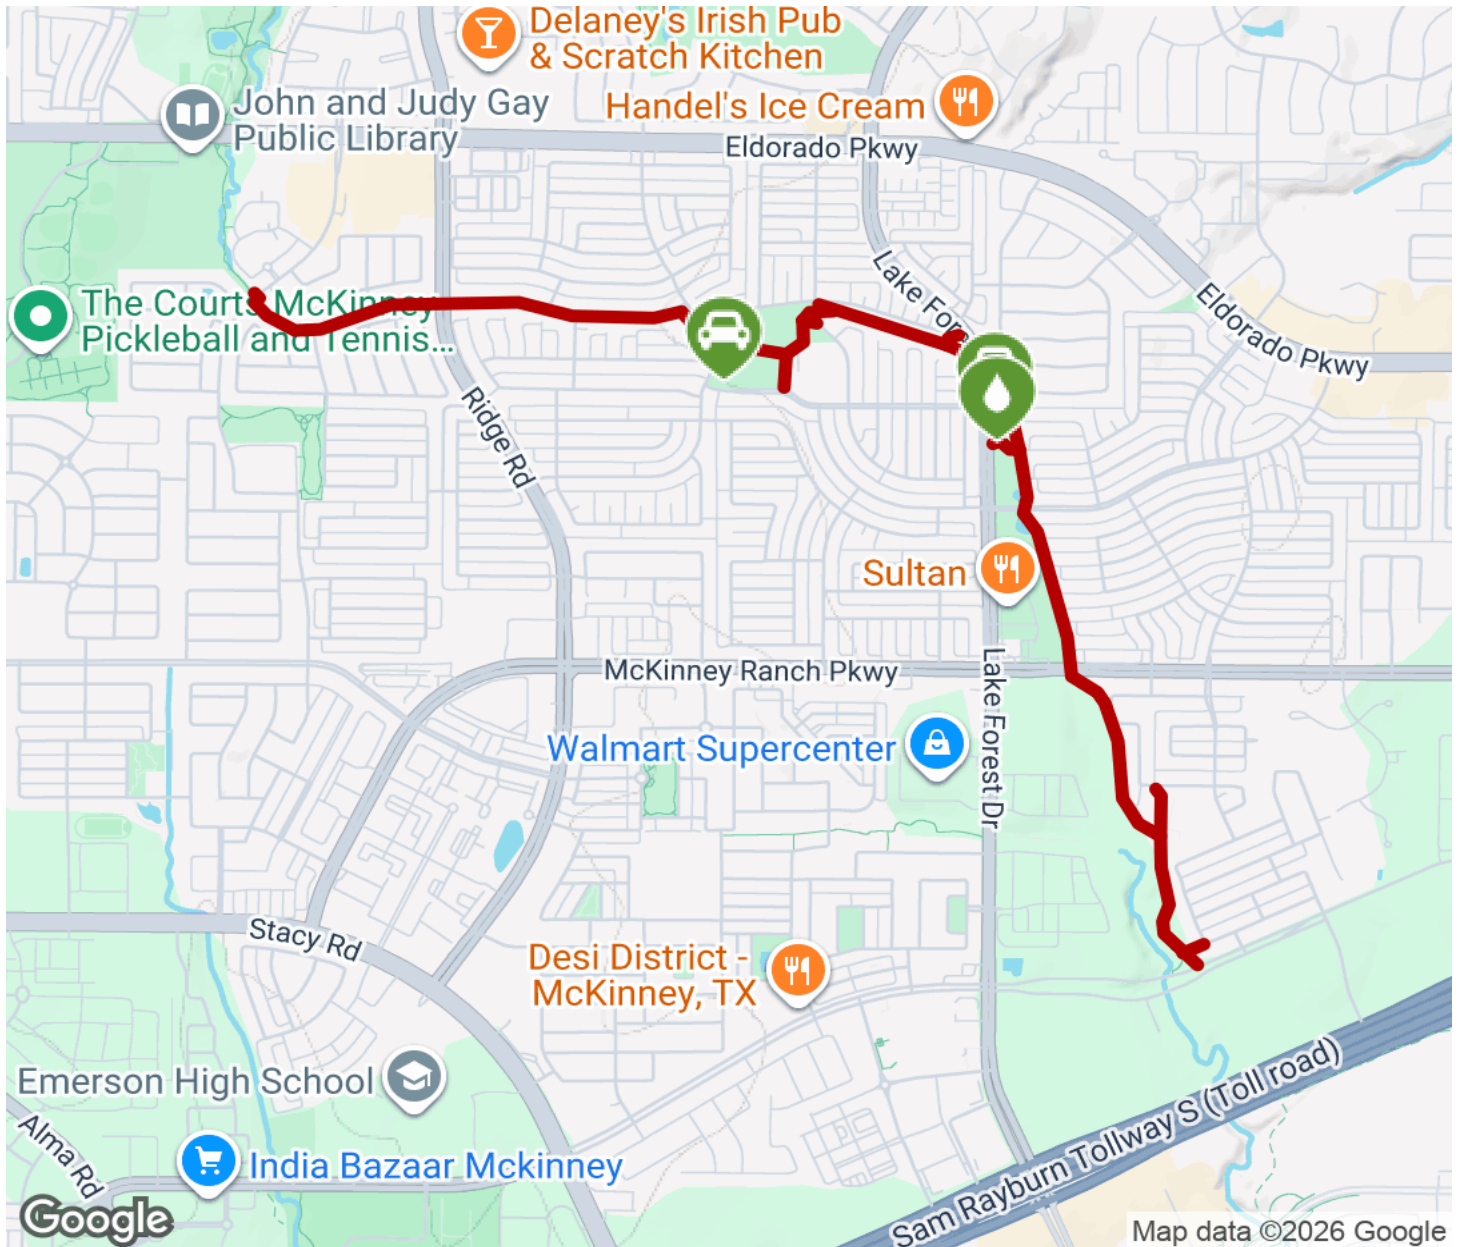 Delaney's Irish Pub
& Scratch Kitchen
John and Judy Gay
Public Library
Handel's Ice Cream
Eldorado Pkwy
Lake Fore
Eldorado Pkwy
The Courts McKinney
Pickleball and Tennis...
Ridge Rd
Sultan
McKinney Ranch Pkwy
Lake Forest Dr
Walmart Supercenter
Stacy Rd
Desi District -
McKinney, TX
Emerson High School
Alma Rd
India Bazaar Mckinney
Sam Rayburn Tollway S (Toll road)
Google
Map data ©2026 Google